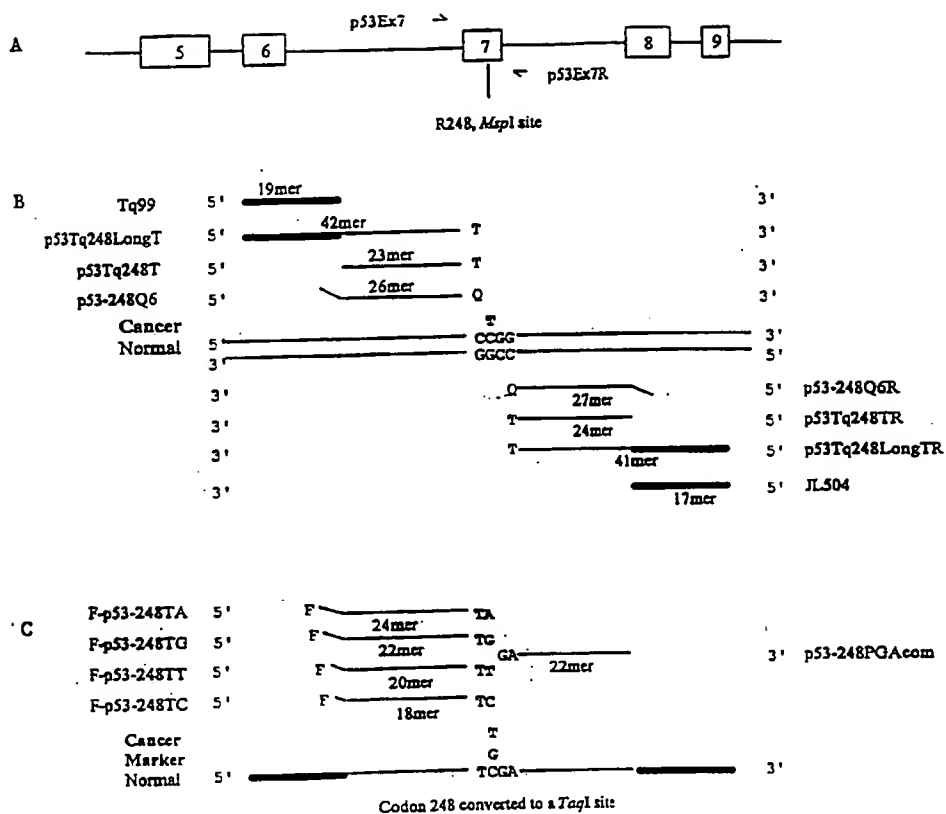 A
p53Ex7
5 6 7 8 9
p53Ex7R
R248, MspI site
B
Tq99 5' 19mer 3'
p53Tq248LongT 5' 42mer T 3'
p53Tq248T 5' 23mer T 3'
p53-248Q6 5' 26mer Q 3'
Cancer T
Normal 5' CCGG 3'
3' GGCC 5'
3' Q 27mer 5' p53-248Q6R
3' T 24mer 5' p53Tq248TR
3' T 41mer 5' p53Tq248LongTR
3' 17mer 5' JL504
C
F-p53-248TA 5' F 24mer TA
F-p53-248TG 5' F 22mer TG
GA 22mer 3' p53-248PGAcom
F-p53-248TT 5' F 20mer TT
F-p53-248TC 5' F 18mer TC
Cancer T
Marker G
Normal 5' TCGA 3'
Codon 248 converted to a TaqI site